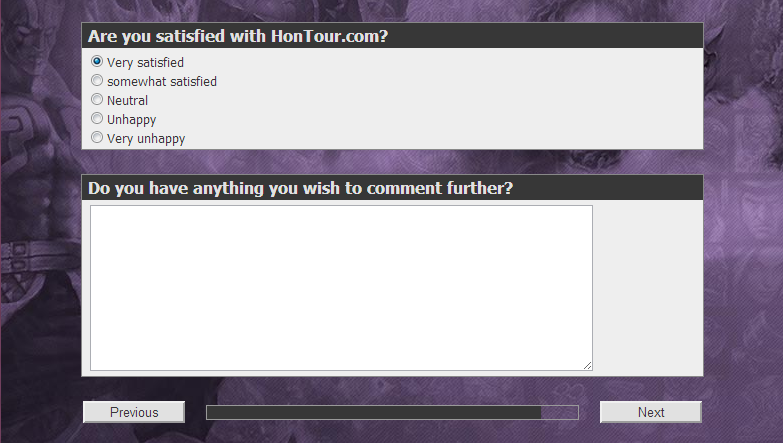 Are you satisfied with HonTour.com?
Very satisfied
somewhat satisfied
Neutral
Unhappy
Very unhappy
Do you have anything you wish to comment further?
Previous
Next